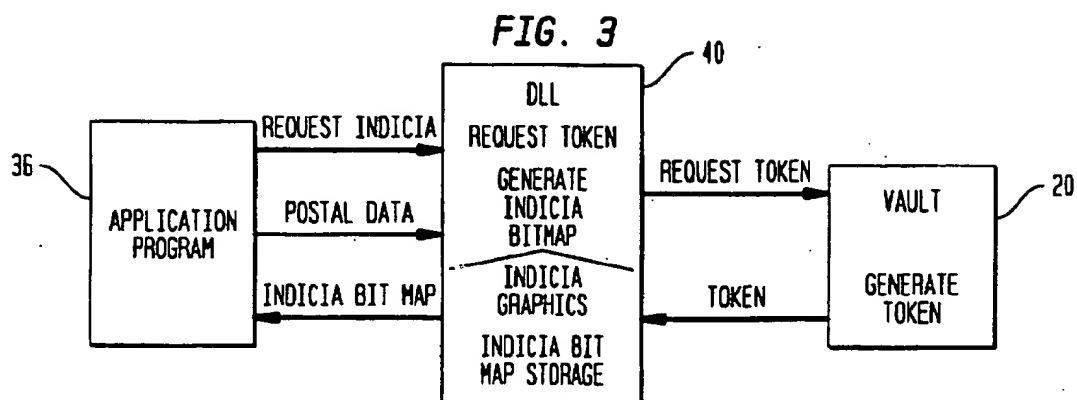 FIG. 3
40
DLL
REQUEST TOKEN
GENERATE
INDICIA
BITMAP
INDICIA
GRAPHICS
INDICIA BIT
MAP STORAGE
36
APPLICATION
PROGRAM
REQUEST INDICIA
POSTAL DATA
INDICIA BIT MAP
REQUEST TOKEN
TOKEN
20
VAULT
GENERATE
TOKEN